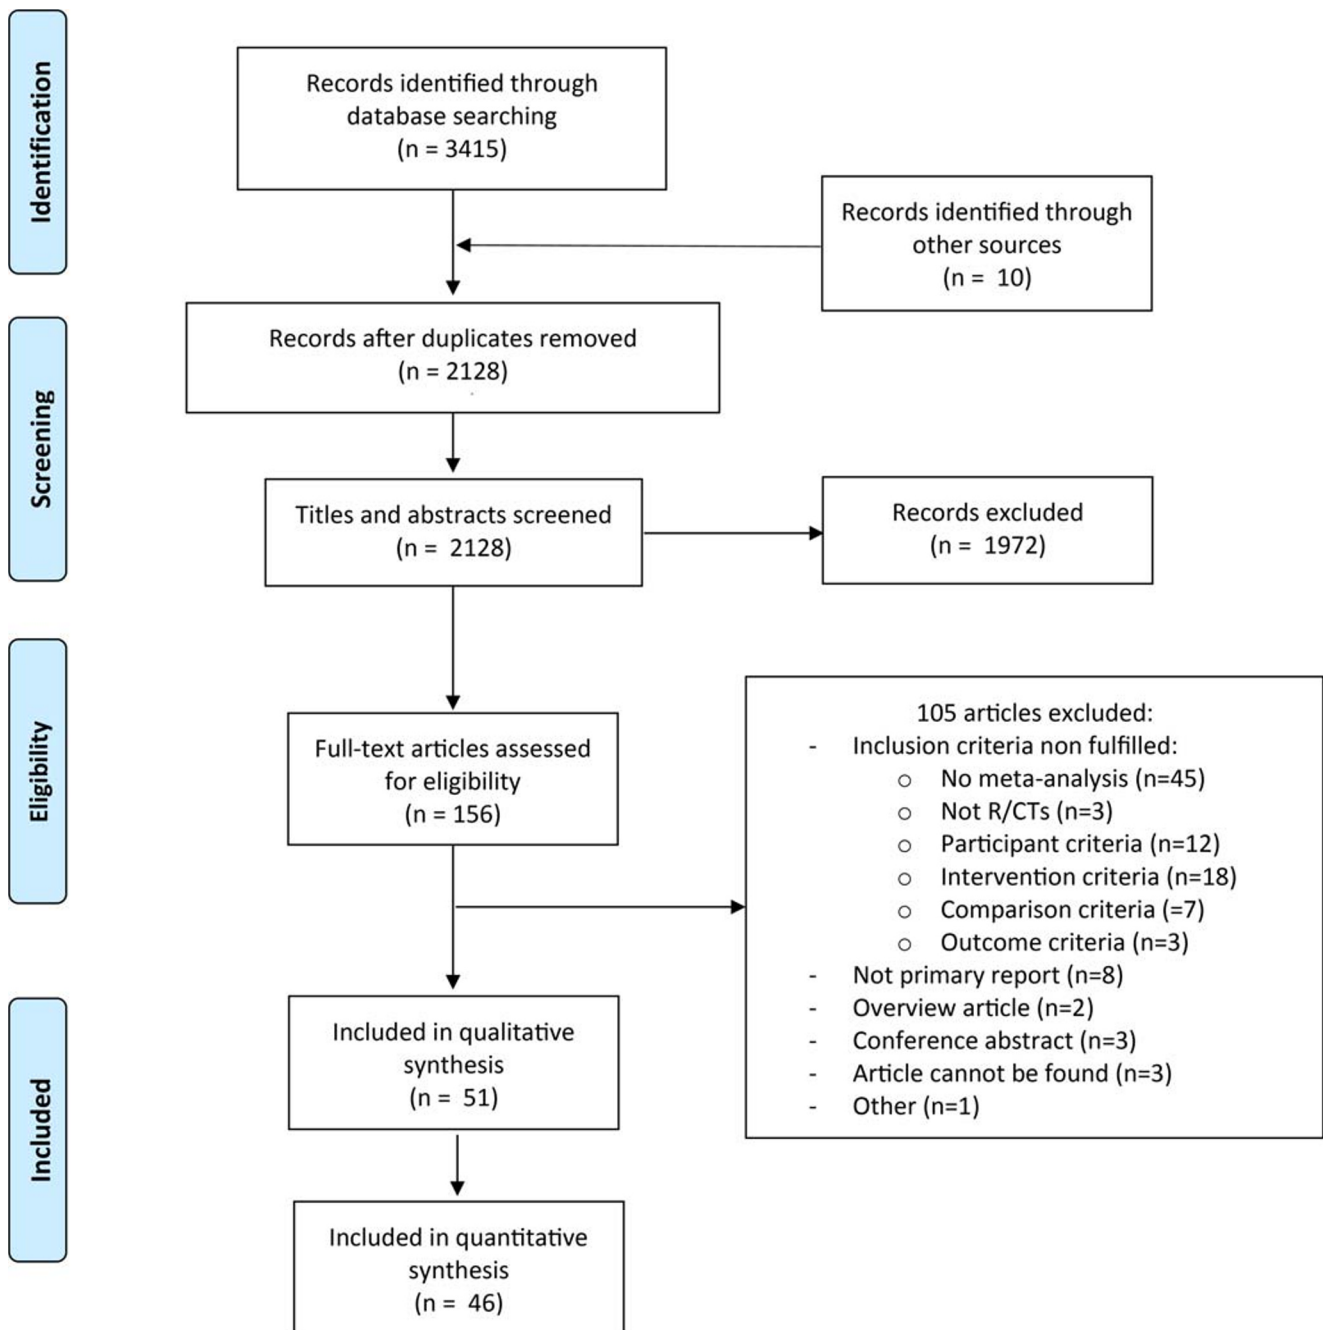 Identification
Records identified through
database searching
(n = 3415)
Records identified through
other sources
(n =  10)
Screening
Records after duplicates removed
(n = 2128)
Titles and abstracts screened
(n =  2128)
Records excluded
(n =  1972)
Eligibility
Full-text articles assessed
for eligibility
(n = 156)
105 articles excluded:
- Inclusion criteria non fulfilled:
o No meta-analysis (n=45)
o Not R/CTs (n=3)
o Participant criteria (n=12)
o Intervention criteria (n=18)
o Comparison criteria (=7)
o Outcome criteria (n=3)
- Not primary report (n=8)
- Overview article (n=2)
- Conference abstract (n=3)
- Article cannot be found (n=3)
- Other (n=1)
Included
Included in qualitative
synthesis
(n =  51)
Included in quantitative
synthesis
(n =  46)